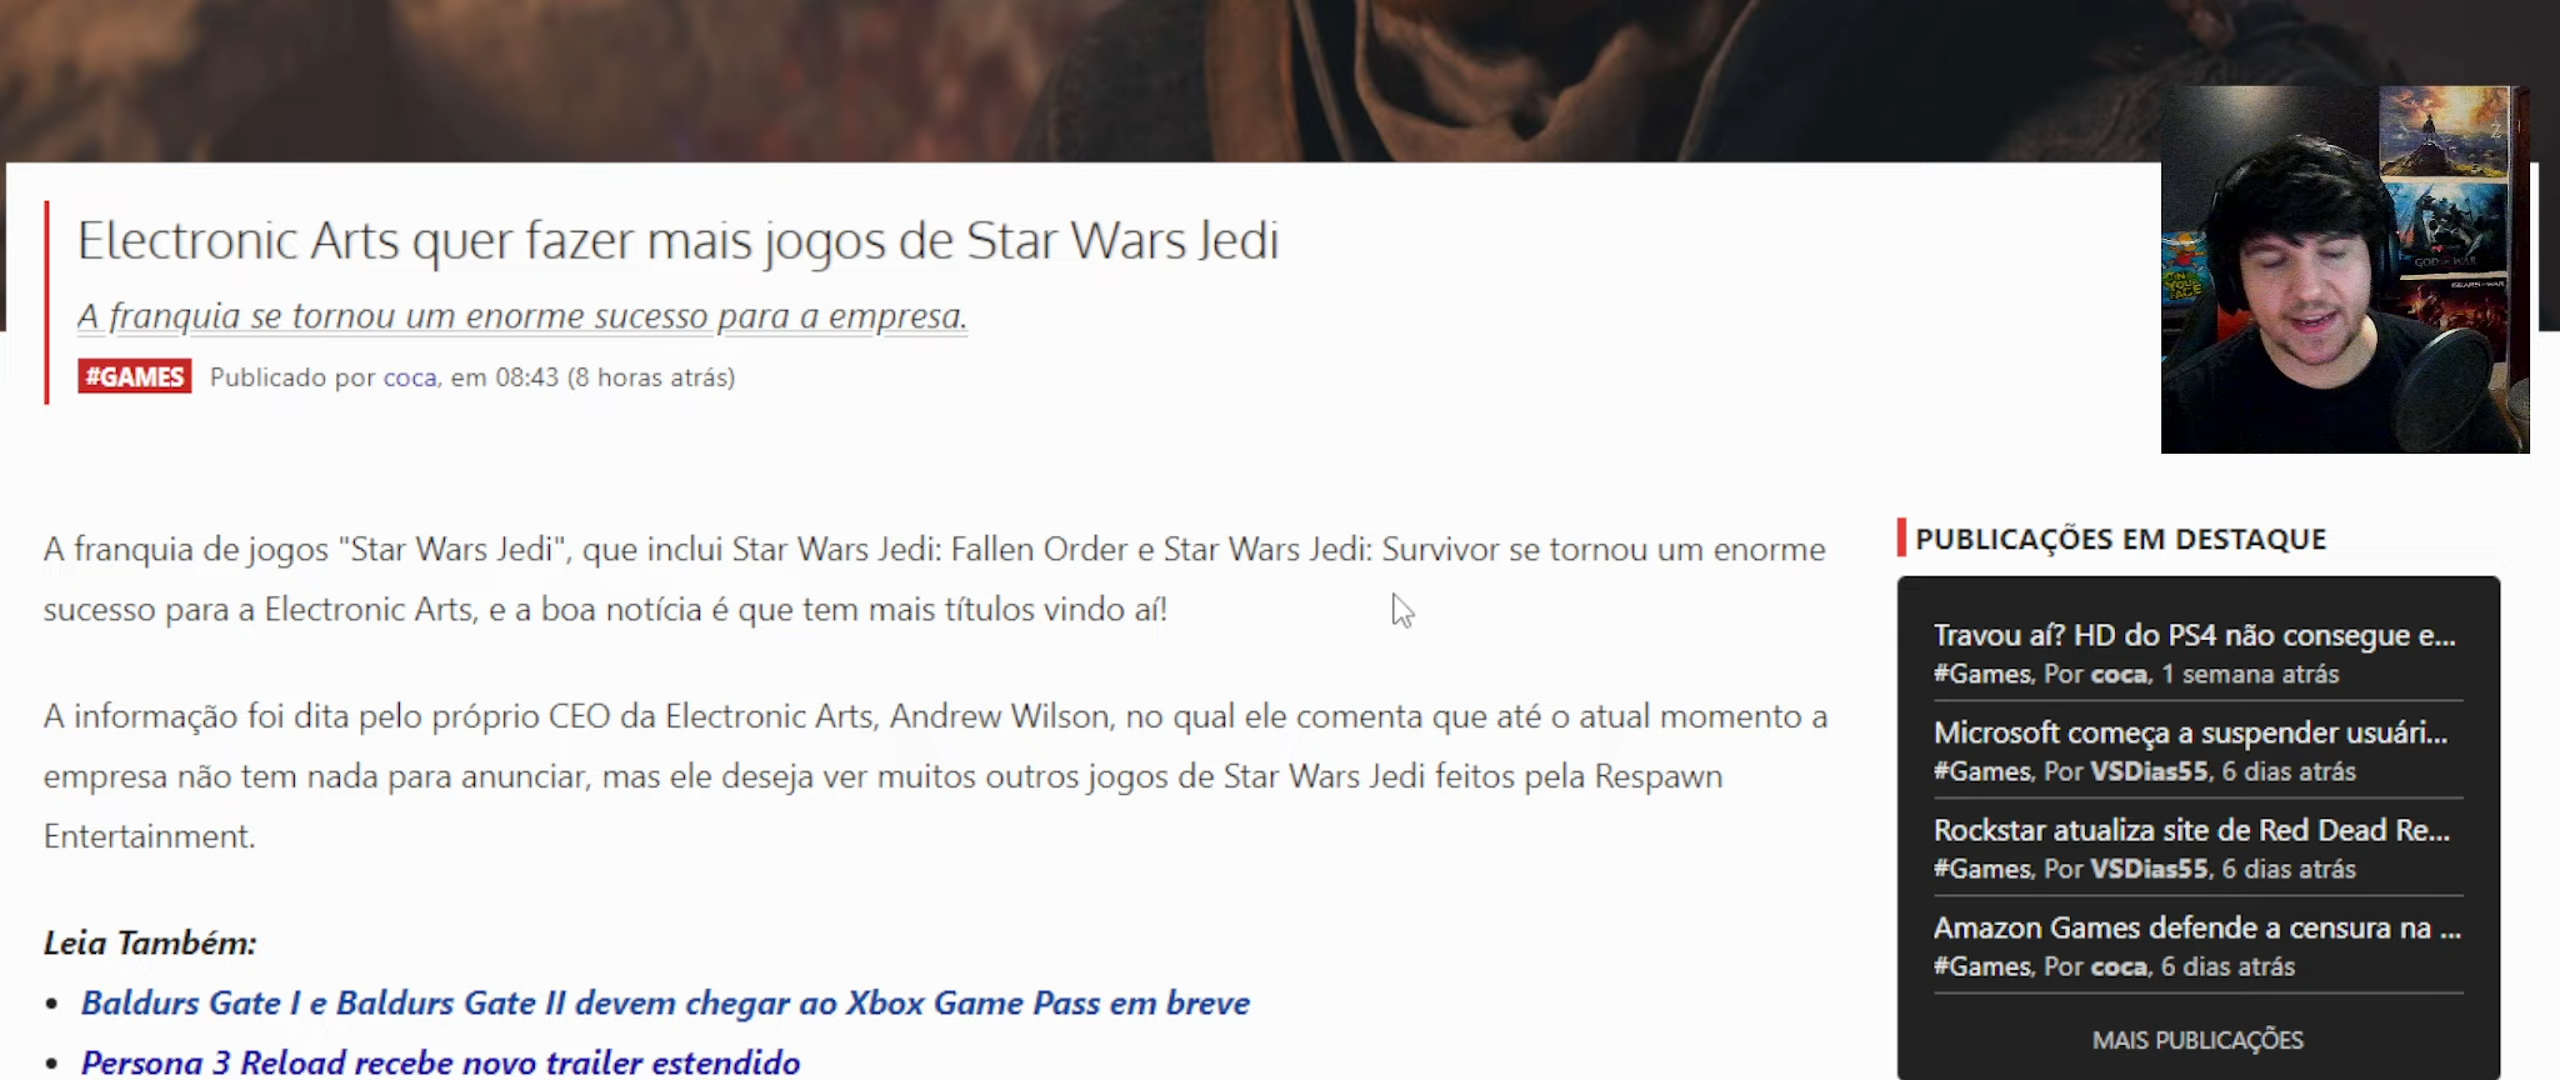 Electronic Arts quer fazer mais jogos de Star Wars Jedi
A franquia se tornou um enorme sucesso para a empresa.
#GAMES Publicado por coca, em 08:43 (8 horas atrás)
GOD OF WAR
GEARS OF WAR
IN YOUR FACE
A franquia de jogos "Star Wars Jedi", que inclui Star Wars Jedi: Fallen Order e Star Wars Jedi: Survivor se tornou um enorme
sucesso para a Electronic Arts, e a boa notícia é que tem mais títulos vindo aí!
A informação foi dita pelo próprio CEO da Electronic Arts, Andrew Wilson, no qual ele comenta que até o atual momento a
empresa não tem nada para anunciar, mas ele deseja ver muitos outros jogos de Star Wars Jedi feitos pela Respawn
Entertainment.
Leia Também:
• Baldurs Gate I e Baldurs Gate II devem chegar ao Xbox Game Pass em breve
• Persona 3 Reload recebe novo trailer estendido
PUBLICAÇÕES EM DESTAQUE
Travou aí? HD do PS4 não consegue e...
#Games, Por coca, 1 semana atrás
Microsoft começa a suspender usuári...
#Games, Por VSDias55, 6 dias atrás
Rockstar atualiza site de Red Dead Re...
#Games, Por VSDias55, 6 dias atrás
Amazon Games defende a censura na ...
#Games, Por coca, 6 dias atrás
MAIS PUBLICAÇÕES